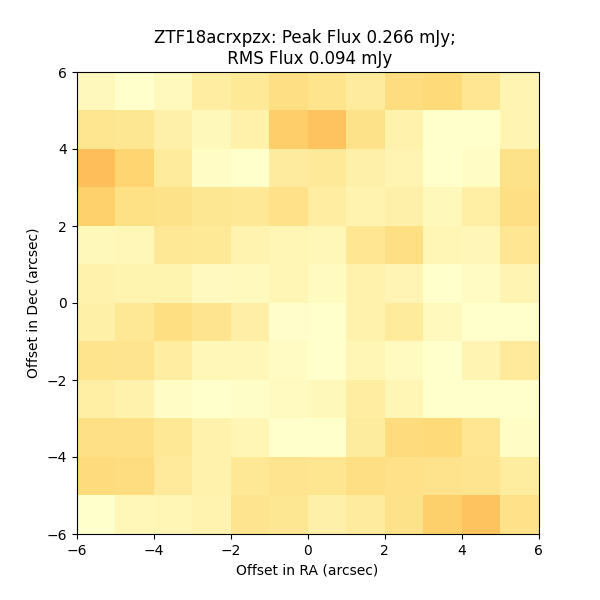 ZTF18acrxpzx: Peak Flux 0.266 mJy;
RMS Flux 0.094 mJy
6
4
2
0
−2
−4
−6
Offset in Dec (arcsec)
−6 −4 −2 0 2 4 6
Offset in RA (arcsec)